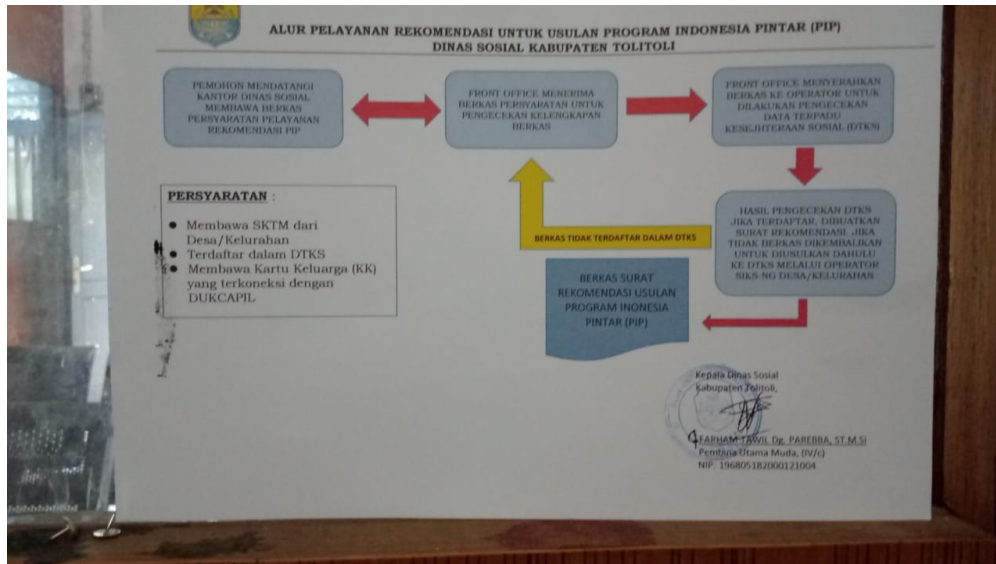 ALUR PELAYANAN REKOMENDASI UNTUK USULAN PROGRAM INDONESIA PINTAR (PIP)
DINAS SOSIAL KABUPATEN TOLITOLI
PEMOHON MENDATANGI
KANTOR DINAS SOSIAL
MEMBAWA BERKAS
PERSYARATAN PELAYANAN
REKOMENDASI PIP
FRONT OFFICE MENERIMA
BERKAS PERSYARATAN UNTUK
PENGECEKAN KELENGKAPAN
BERKAS
FRONT OFFICE MENYERAHKAN
BERKAS KE OPERATOR UNTUK
DILAKUKAN PENGECEKAN
DATA TERPADU
KESEJHTERAAN SOSIAL (DTKS)
HASIL PENGECEKAN DTKS
JIKA TERDAFTAR, DIBUATKAN
SURAT REKOMENDASI. JIKA
TIDAK BERKAS DIKEMBALIKAN
UNTUK DIUSULKAN DAHULU
KE DTKS MELALUI OPERATOR
SIKS-NG DESA/KELURAHAN
BERKAS TIDAK TERDAFTAR DALAM DTKS
BERKAS SURAT
REKOMENDASI USULAN
PROGRAM INONESIA
PINTAR (PIP)
PERSYARATAN :
• Membawa SKTM dari
Desa/Kelurahan
• Terdaftar dalam DTKS
• Membawa Kartu Keluarga (KK)
yang terkoneksi dengan
DUKCAPIL
Kepala Dinas Sosial
Kabupaten Tolitoli,
FARHAM TAWIL Dg. PAREBBA, ST.M.Si
Pembina Utama Muda, (IV/c)
NIP. 196805182000121004